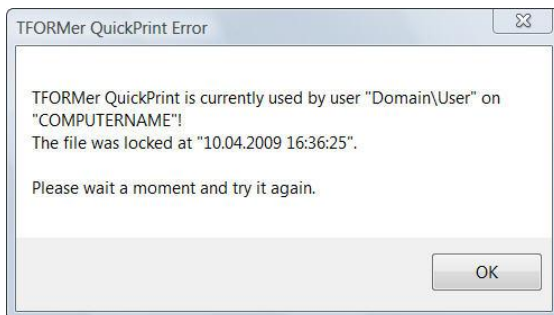 TFORMer QuickPrint Error
TFORMer QuickPrint is currently used by user "Domain\User" on
"COMPUTERNAME"!
The file was locked at "10.04.2009 16:36:25".
Please wait a moment and try it again.
OK